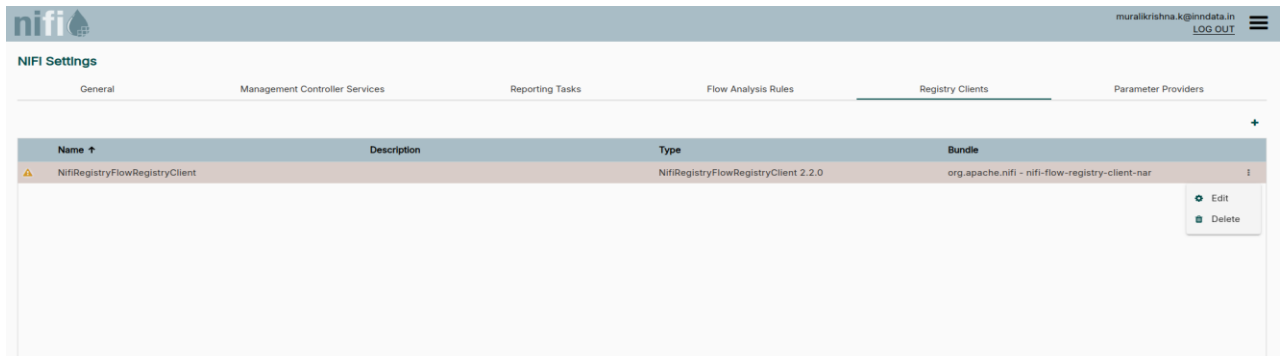 nifi
muralikrishna.k@inndata.in
LOG OUT
NIFI Settings
General Management Controller Services Reporting Tasks Flow Analysis Rules Registry Clients Parameter Providers
+
Name ↑ Description Type Bundle
NifiRegistryFlowRegistryClient NifiRegistryFlowRegistryClient 2.2.0 org.apache.nifi - nifi-flow-registry-client-nar
Edit
Delete